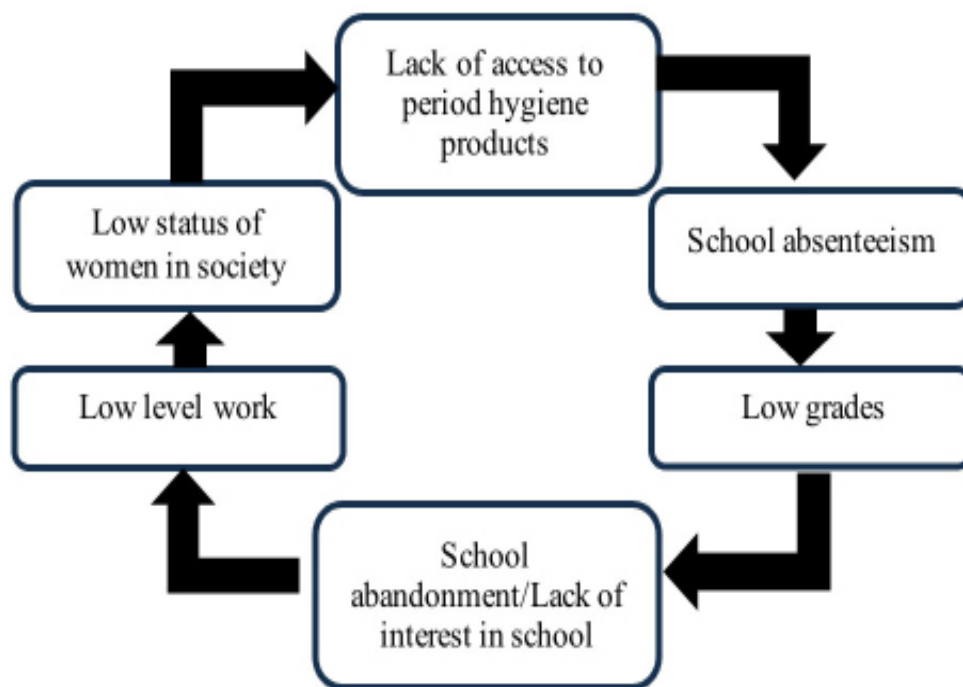 Lack of access to
period hygiene
products
School absenteeism
Low grades
School
abandonment/Lack of
interest in school
Low level work
Low status of
women in society